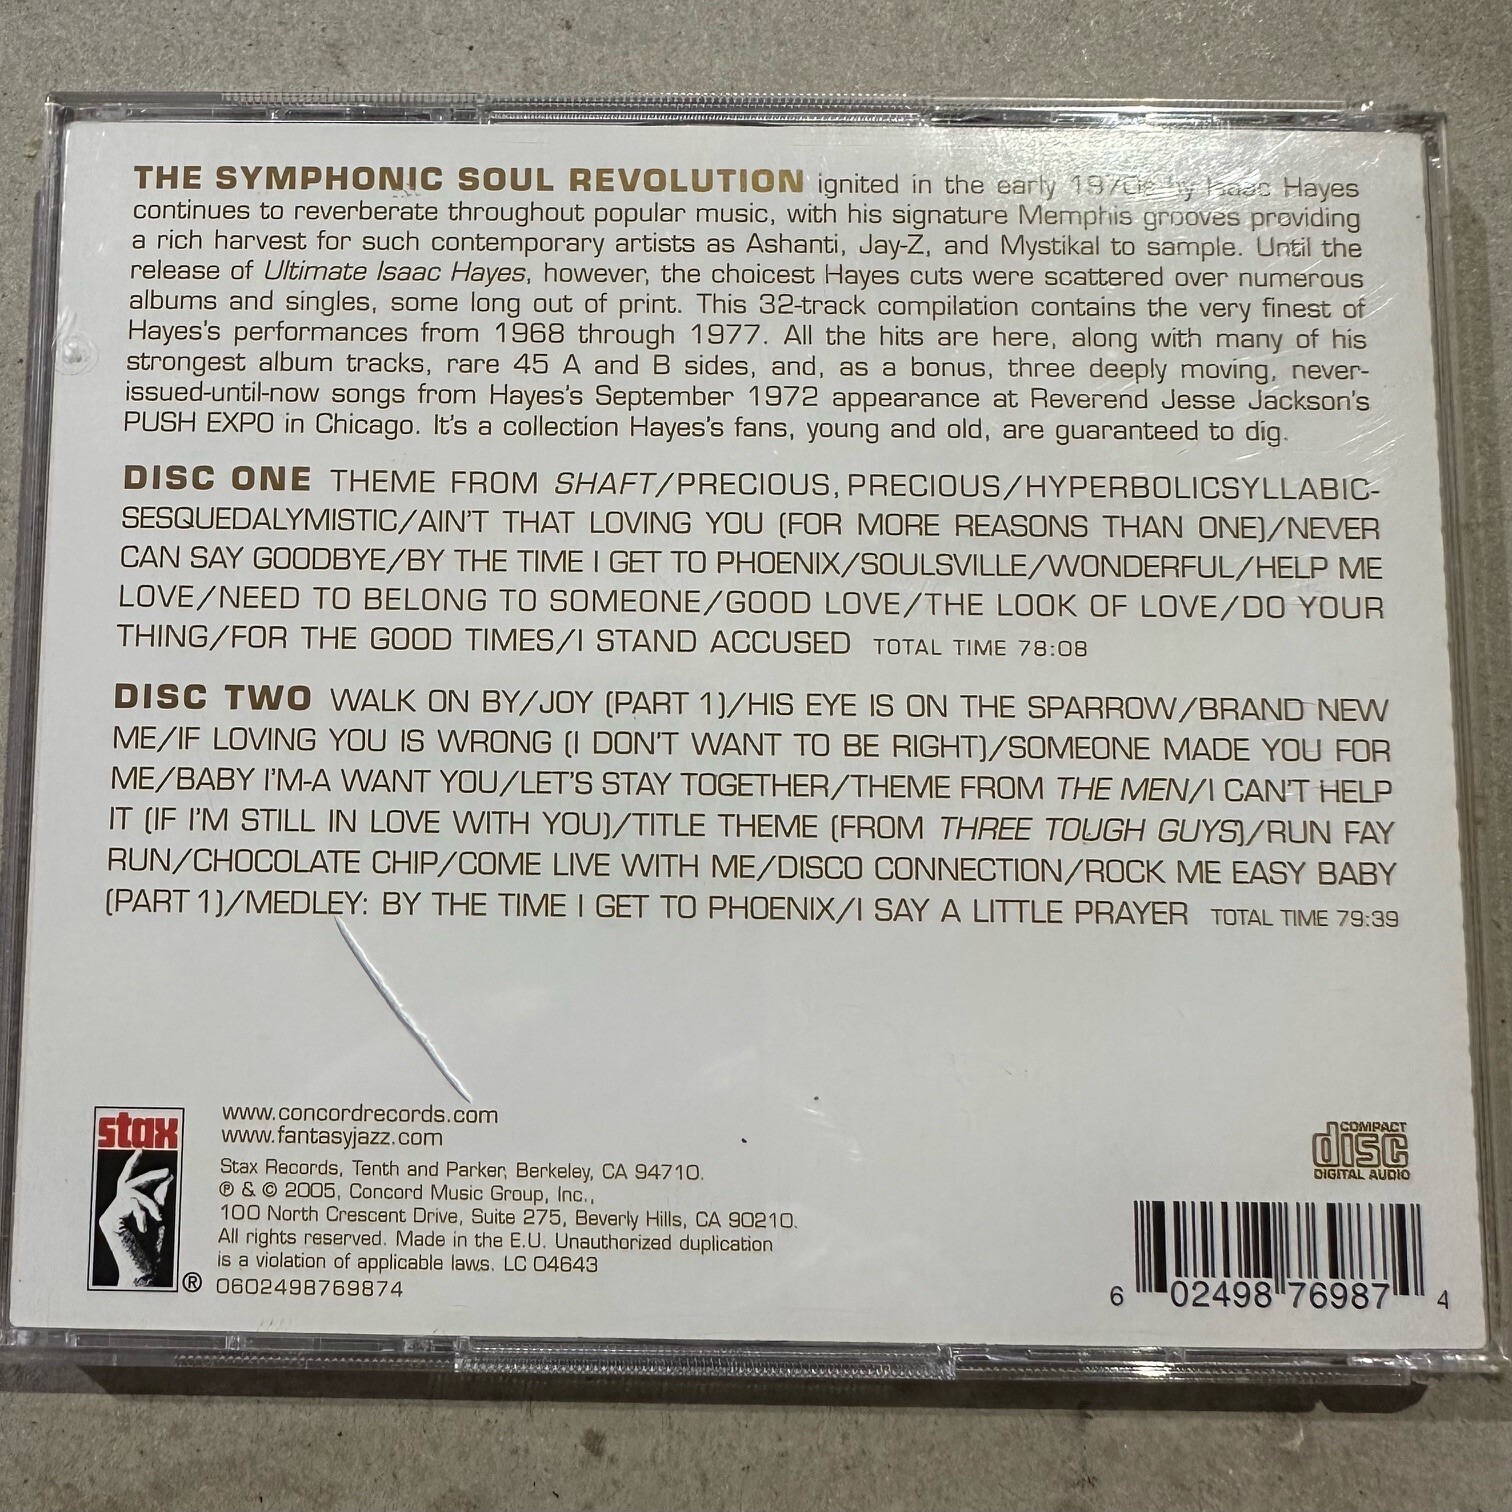 THE SYMPHONIC SOUL REVOLUTION ignited in the early 1970s by Isaac Hayes
continues to reverberate throughout popular music, with his signature Memphis grooves providing
a rich harvest for such contemporary artists as Ashanti, Jay-Z, and Mystikal to sample. Until the
release of Ultimate Isaac Hayes, however, the choicest Hayes cuts were scattered over numerous
albums and singles, some long out of print. This 32-track compilation contains the very finest of
Hayes's performances from 1968 through 1977. All the hits are here, along with many of his
strongest album tracks, rare 45 A and B sides, and, as a bonus, three deeply moving, never-
issued-until-now songs from Hayes's September 1972 appearance at Reverend Jesse Jackson's
PUSH EXPO in Chicago. It's a collection Hayes's fans, young and old, are guaranteed to dig.
DISC ONE THEME FROM SHAFT/PRECIOUS, PRECIOUS/HYPERBOLICSYLLABIC-
SESQUEDALYMISTIC/AIN'T THAT LOVING YOU (FOR MORE REASONS THAN ONE)/NEVER
CAN SAY GOODBYE/BY THE TIME I GET TO PHOENIX/SOULSVILLE/WONDERFUL/HELP ME
LOVE/NEED TO BELONG TO SOMEONE/GOOD LOVE/THE LOOK OF LOVE/DO YOUR
THING/FOR THE GOOD TIMES/I STAND ACCUSED TOTAL TIME 78:08
DISC TWO WALK ON BY/JOY (PART 1)/HIS EYE IS ON THE SPARROW/BRAND NEW
ME/IF LOVING YOU IS WRONG (I DON'T WANT TO BE RIGHT)/SOMEONE MADE YOU FOR
ME/BABY I'M-A WANT YOU/LET'S STAY TOGETHER/THEME FROM THE MEN/I CAN'T HELP
IT (IF I'M STILL IN LOVE WITH YOU)/TITLE THEME (FROM THREE TOUGH GUYS)/RUN FAY
RUN/CHOCOLATE CHIP/COME LIVE WITH ME/DISCO CONNECTION/ROCK ME EASY BABY
(PART 1)/MEDLEY: BY THE TIME I GET TO PHOENIX/I SAY A LITTLE PRAYER TOTAL TIME 79:39
stax
®
www.concordrecords.com
www.fantasyjazz.com
Stax Records, Tenth and Parker, Berkeley, CA 94710.
℗ & © 2005, Concord Music Group, Inc.,
100 North Crescent Drive, Suite 275, Beverly Hills, CA 90210.
All rights reserved. Made in the E.U. Unauthorized duplication
is a violation of applicable laws. LC 04643
0602498769874
COMPACT
disc
DIGITAL AUDIO
6 02498 76987 4